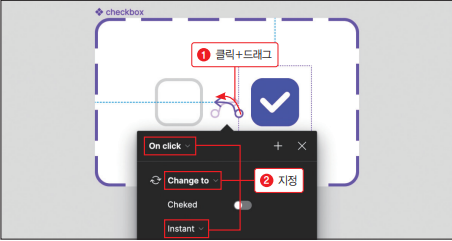 checkbox
1 클릭+드래그
On click
Change to
2 지정
Cheked
Instant